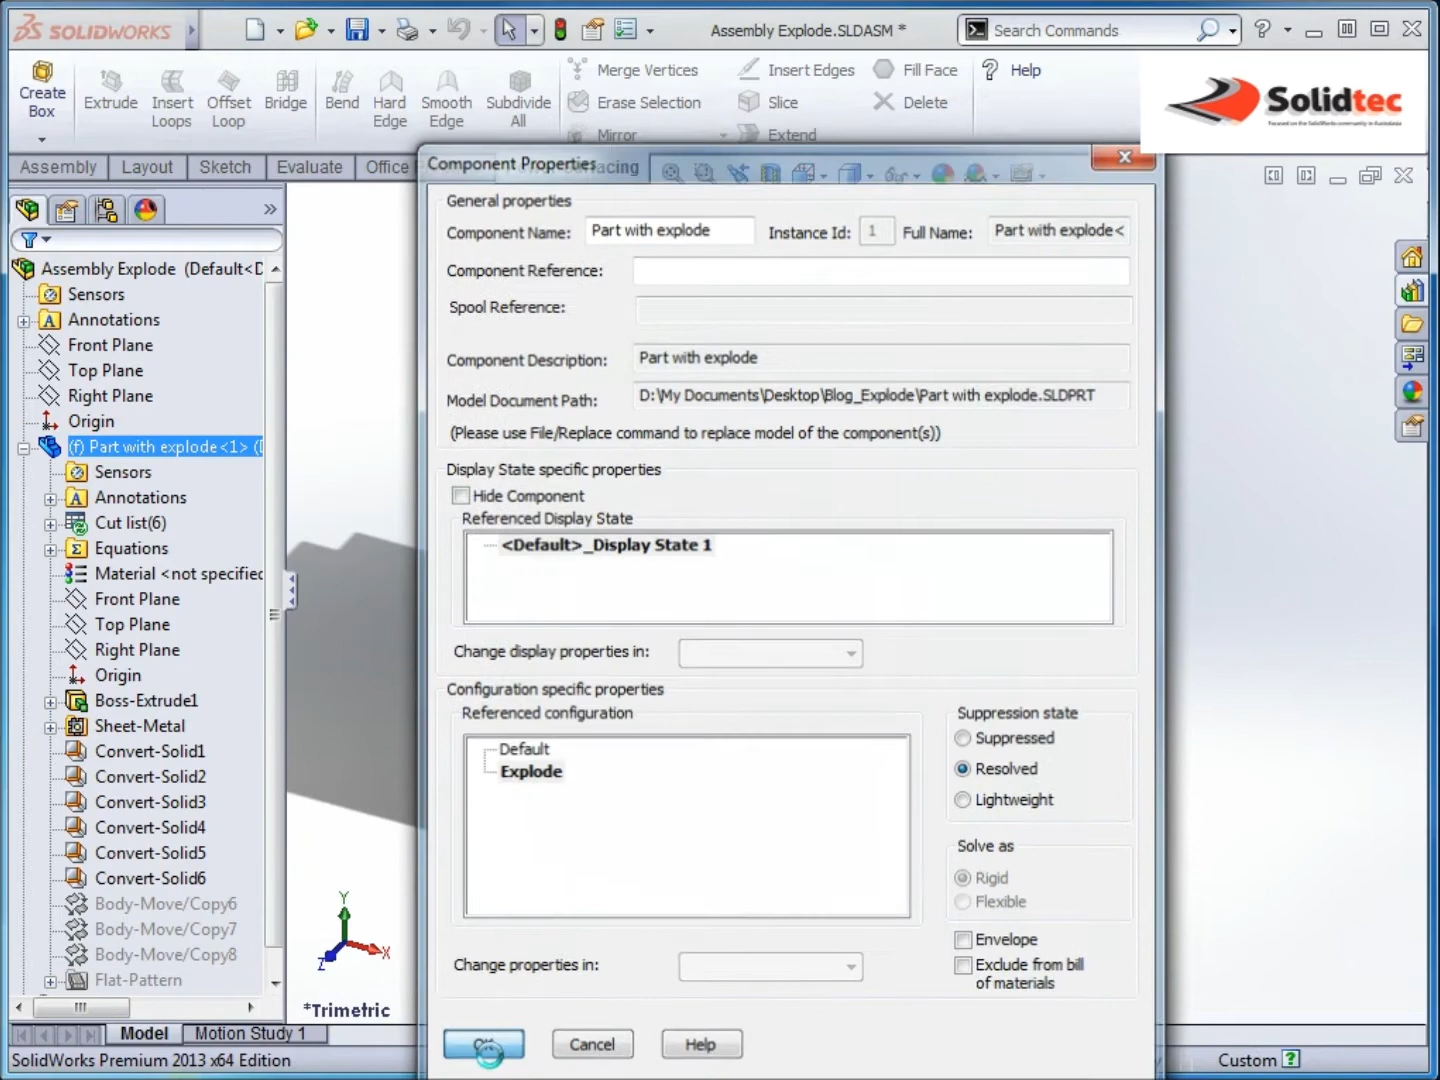 SOLIDWORKS
Assembly Explode.SLDASM *
Search Commands
Create
Box
Extrude
Insert
Loops
Offset
Loop
Bridge
Bend
Hard
Edge
Smooth
Edge
Subdivide
All
Merge Vertices
Erase Selection
Mirror
Insert Edges
Slice
Extend
Fill Face
Delete
Help
Solidtec
Assembly
Layout
Sketch
Evaluate
Office
Component Properties
General properties
Component Name: Part with explode Instance Id: 1 Full Name: Part with explode<
Component Reference:
Spool Reference:
Component Description: Part with explode
Model Document Path: D:\My Documents\Desktop\Blog_Explode\Part with explode.SLDPRT
(Please use File/Replace command to replace model of the component(s))
Display State specific properties
Hide Component
Referenced Display State
<Default>_Display State 1
Change display properties in:
Configuration specific properties
Referenced configuration
Default
Explode
Suppression state
Suppressed
Resolved
Lightweight
Solve as
Rigid
Flexible
Envelope
Exclude from bill
of materials
Change properties in:
Cancel
Help
Assembly Explode (Default<D
Sensors
Annotations
Front Plane
Top Plane
Right Plane
Origin
(f) Part with explode<1> (D
Sensors
Annotations
Cut list(6)
Equations
Material <not specified
Front Plane
Top Plane
Right Plane
Origin
Boss-Extrude1
Sheet-Metal
Convert-Solid1
Convert-Solid2
Convert-Solid3
Convert-Solid4
Convert-Solid5
Convert-Solid6
Body-Move/Copy6
Body-Move/Copy7
Body-Move/Copy8
Flat-Pattern
Y
X
Z
*Trimetric
Model
Motion Study 1
SolidWorks Premium 2013 x64 Edition
Custom